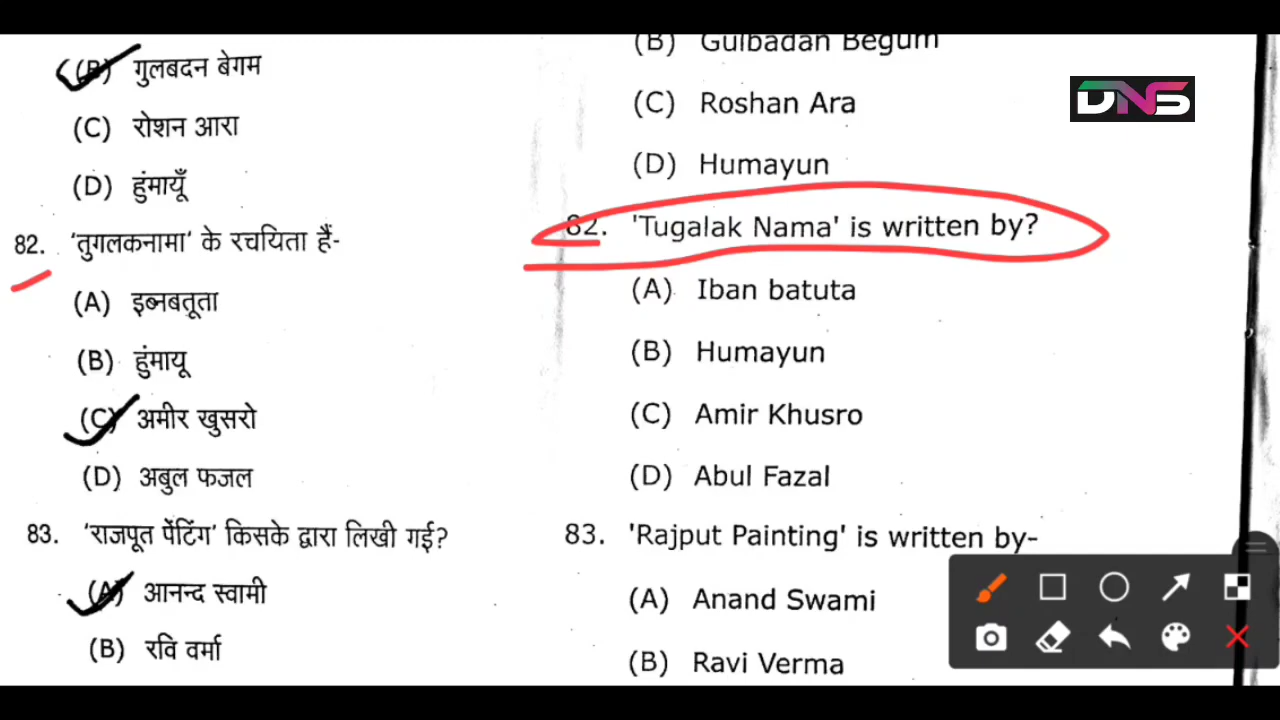 (B) गुलबदन बेगम
(C) रोशन आरा
(D) हुंमायूँ
82. 'तुगलकनामा' के रचयिता हैं-
(A) इब्नबतूता
(B) हुंमायू
(C) अमीर खुसरो
(D) अबुल फजल
83. 'राजपूत पेंटिंग' किसके द्वारा लिखी गई?
(A) आनन्द स्वामी
(B) रवि वर्मा
(B) Gulbadan Begum
(C) Roshan Ara
(D) Humayun
82. 'Tugalak Nama' is written by?
(A) Iban batuta
(B) Humayun
(C) Amir Khusro
(D) Abul Fazal
83. 'Rajput Painting' is written by-
(A) Anand Swami
(B) Ravi Verma
DNS